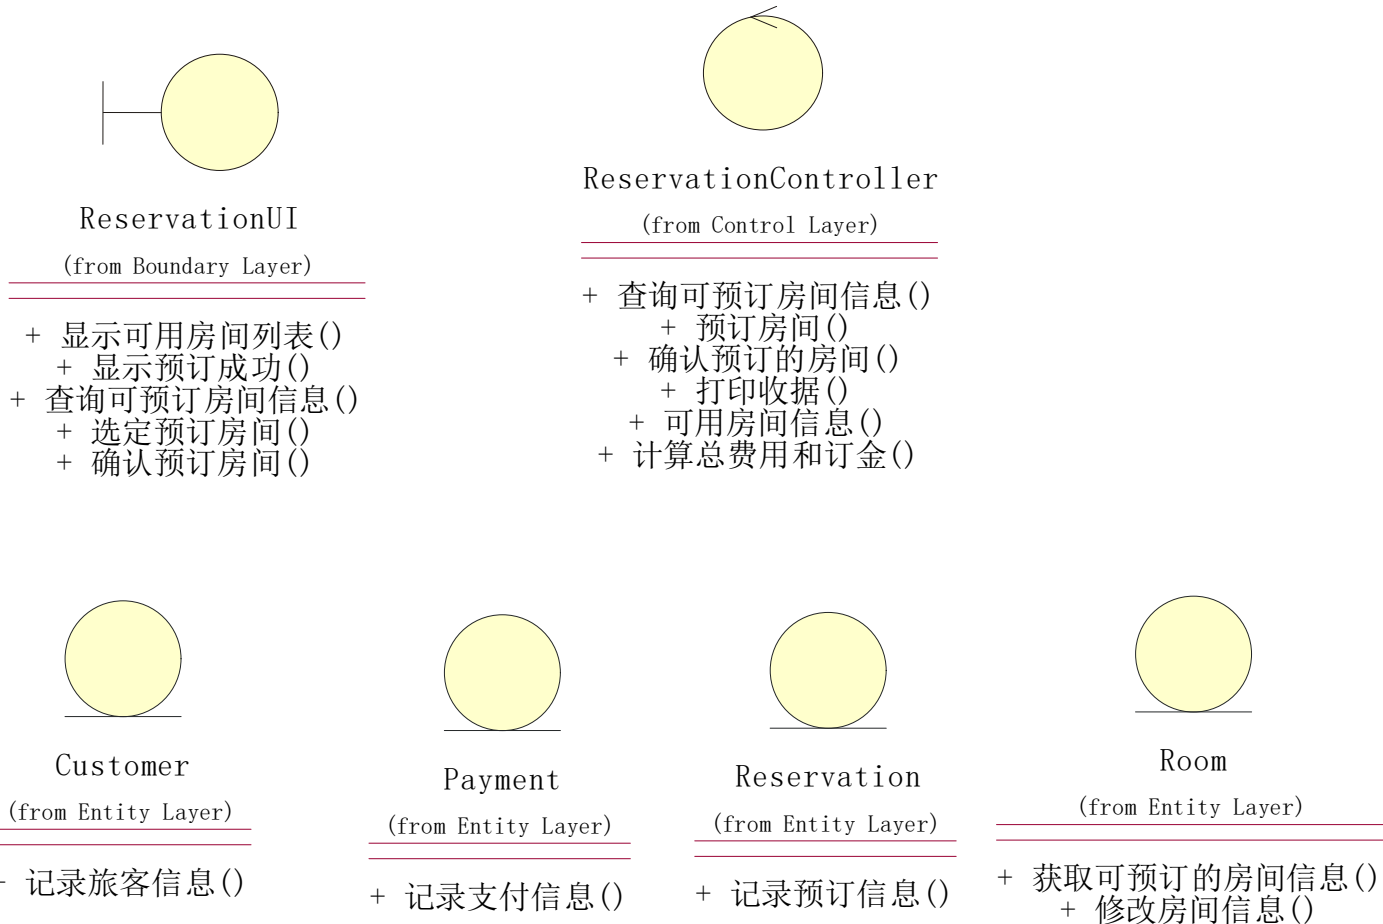 ReservationUI
(from Boundary Layer)
+ 显示可用房间列表()
+ 显示预订成功()
+ 查询可预订房间信息()
+ 选定预订房间()
+ 确认预订房间()
ReservationController
(from Control Layer)
+ 查询可预订房间信息()
+ 预订房间()
+ 确认预订的房间()
+ 打印收据()
+ 可用房间信息()
+ 计算总费用和订金()
Customer
(from Entity Layer)
+ 记录旅客信息()
Payment
(from Entity Layer)
+ 记录支付信息()
Reservation
(from Entity Layer)
+ 记录预订信息()
Room
(from Entity Layer)
+ 获取可预订的房间信息()
+ 修改房间信息()